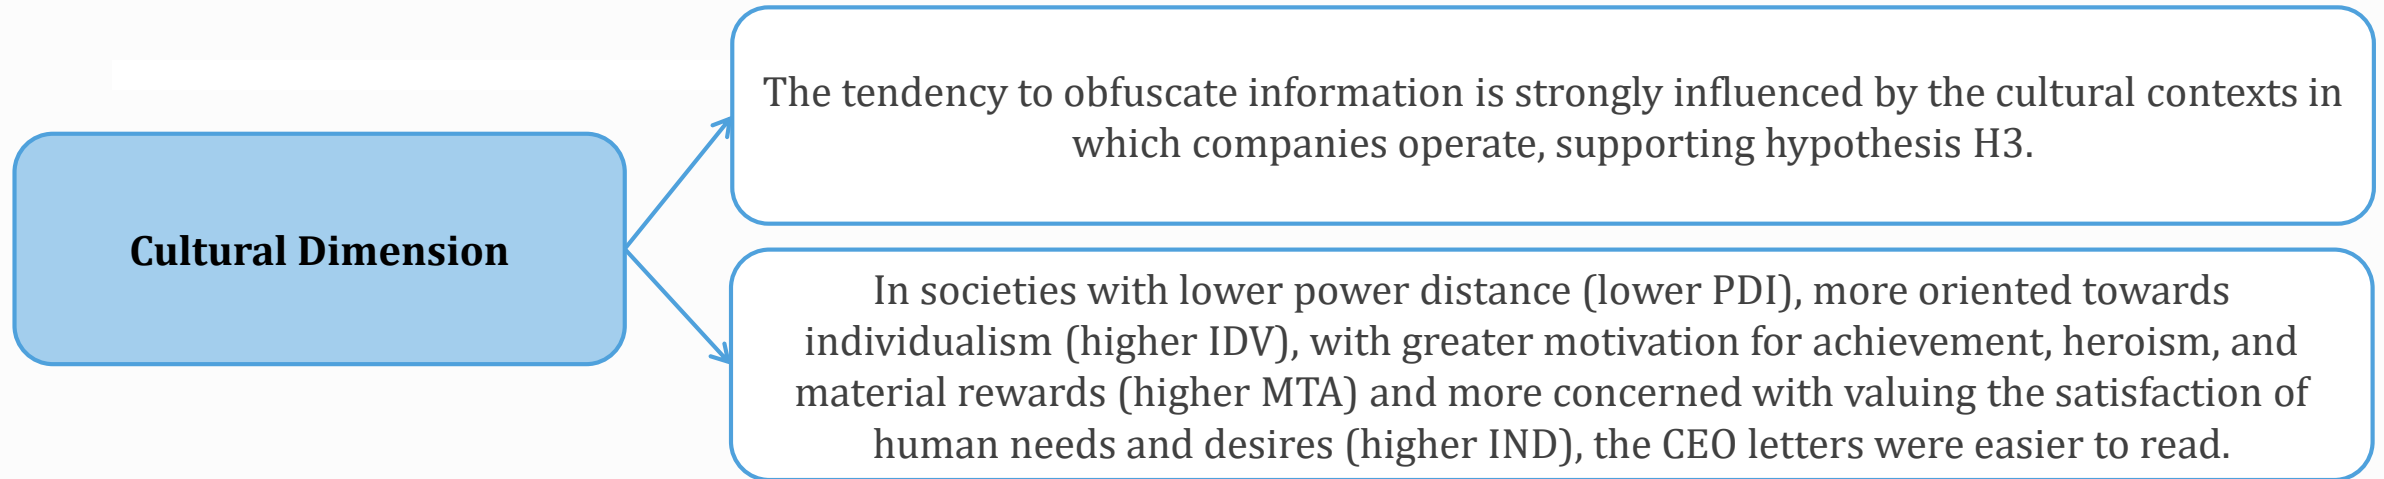 Cultural Dimension
The tendency to obfuscate information is strongly influenced by the cultural contexts in
which companies operate, supporting hypothesis H3.
In societies with lower power distance (lower PDI), more oriented towards
individualism (higher IDV), with greater motivation for achievement, heroism, and
material rewards (higher MTA) and more concerned with valuing the satisfaction of
human needs and desires (higher IND), the CEO letters were easier to read.